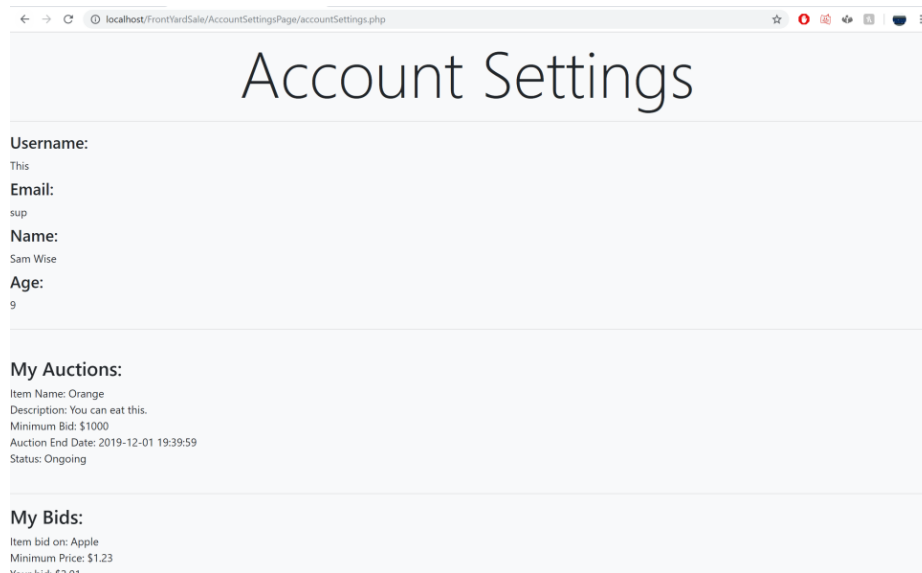 localhost/FrontYardSale/AccountSettingsPage/accountSettings.php
Account Settings
Username:
This
Email:
sup
Name:
Sam Wise
Age:
9
My Auctions:
Item Name: Orange
Description: You can eat this.
Minimum Bid: $1000
Auction End Date: 2019-12-01 19:39:59
Status: Ongoing
My Bids:
Item bid on: Apple
Minimum Price: $1.23
Your bid: